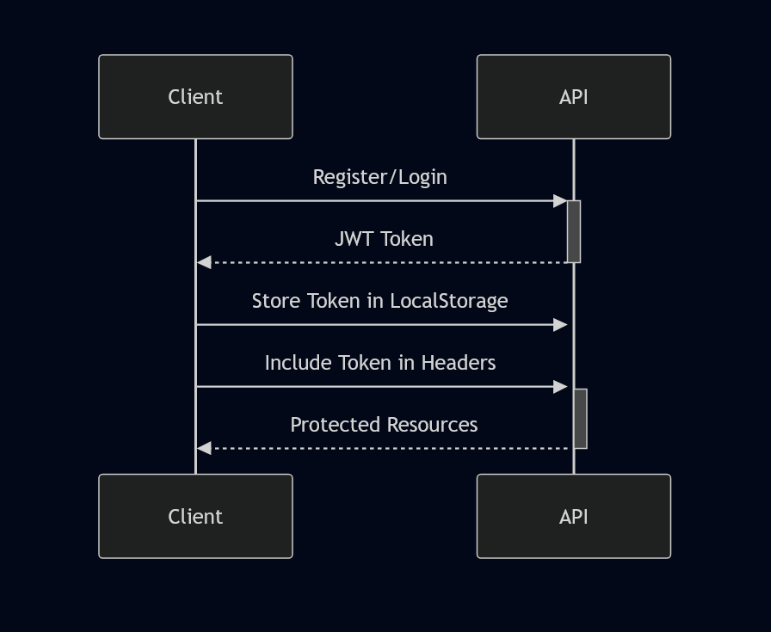 Client
API
Register/Login
JWT Token
Store Token in LocalStorage
Include Token in Headers
Protected Resources
Client
API